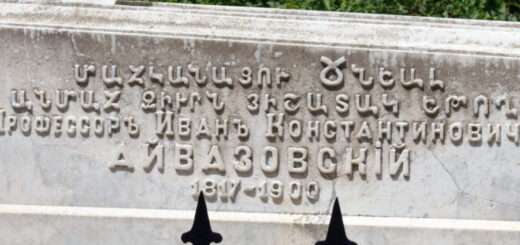 ՄԱՀԿԱՆԱՑՈՒ ԾՆԵԱԼ
ԱՆՄԱՀ ԶԻՒՐՆ ՅԻՇԱՏԱԿ ԵԹՈՂ
ПРОФЕССОРЪ ИВАНЪ КОНСТАНТИНОВИЧЪ
АЙВАЗОВСКІЙ
1817-1900